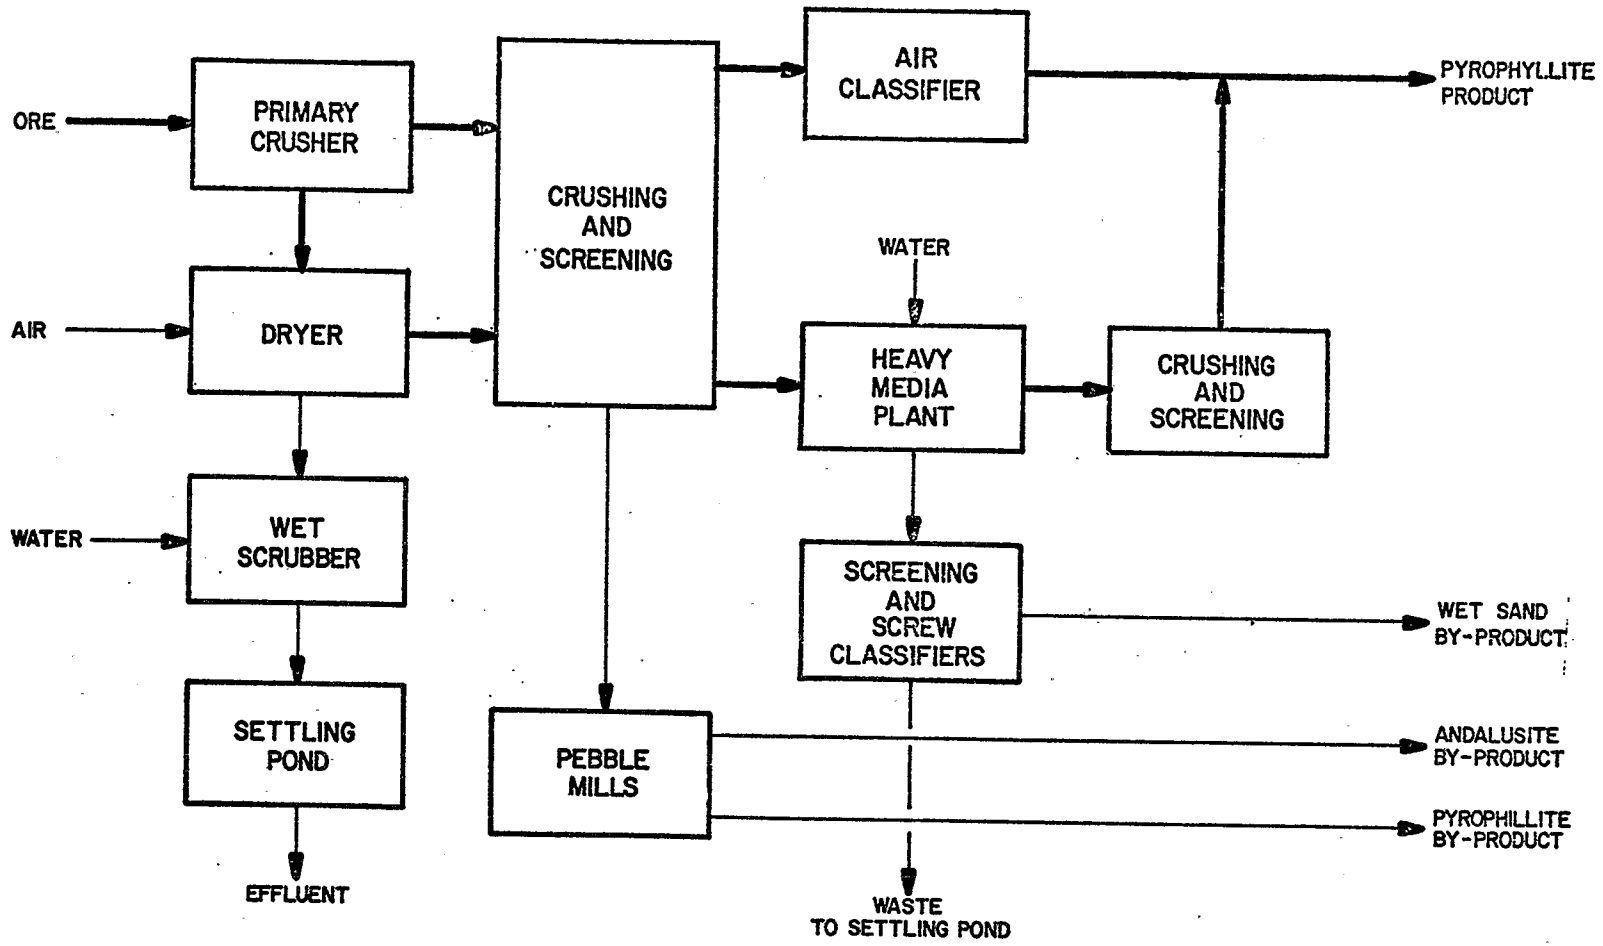 ORE
PRIMARY
CRUSHER
AIR
DRYER
WATER
WET
SCRUBBER
SETTLING
POND
EFFLUENT
CRUSHING
AND
SCREENING
PEBBLE
MILLS
AIR
CLASSIFIER
WATER
HEAVY
MEDIA
PLANT
CRUSHING
AND
SCREENING
SCREENING
AND
SCREW
CLASSIFIERS
WASTE
TO SETTLING POND
PYROPHYLLITE
PRODUCT
WET SAND
BY-PRODUCT
ANDALUSITE
BY-PRODUCT
PYROPHILLITE
BY-PRODUCT